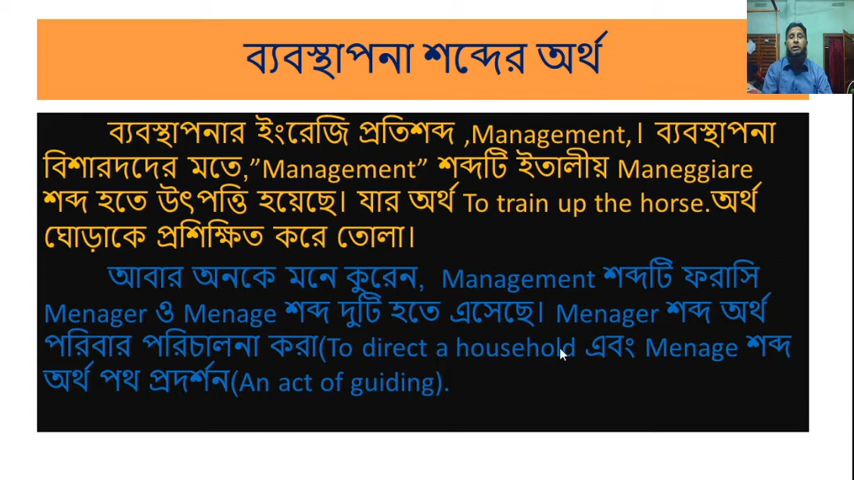 ব্যবস্থাপনা শব্দের অর্থ
ব্যবস্থাপনার ইংরেজি প্রতিশব্দ ,Management,। ব্যবস্থাপনা
বিশারদদের মতে,”Management” শব্দটি ইতালীয় Maneggiare
শব্দ হতে উৎপত্তি হয়েছে। যার অর্থ To train up the horse.অর্থ
ঘোড়াকে প্রশিক্ষিত করে তোলা।
আবার অনকে মনে কুরেন, Management শব্দটি ফরাসি
Menager ও Menage শব্দ দুটি হতে এসেছে। Menager শব্দ অর্থ
পরিবার পরিচালনা করা(To direct a household এবং Menage শব্দ
অর্থ পথ প্রদর্শন(An act of guiding).